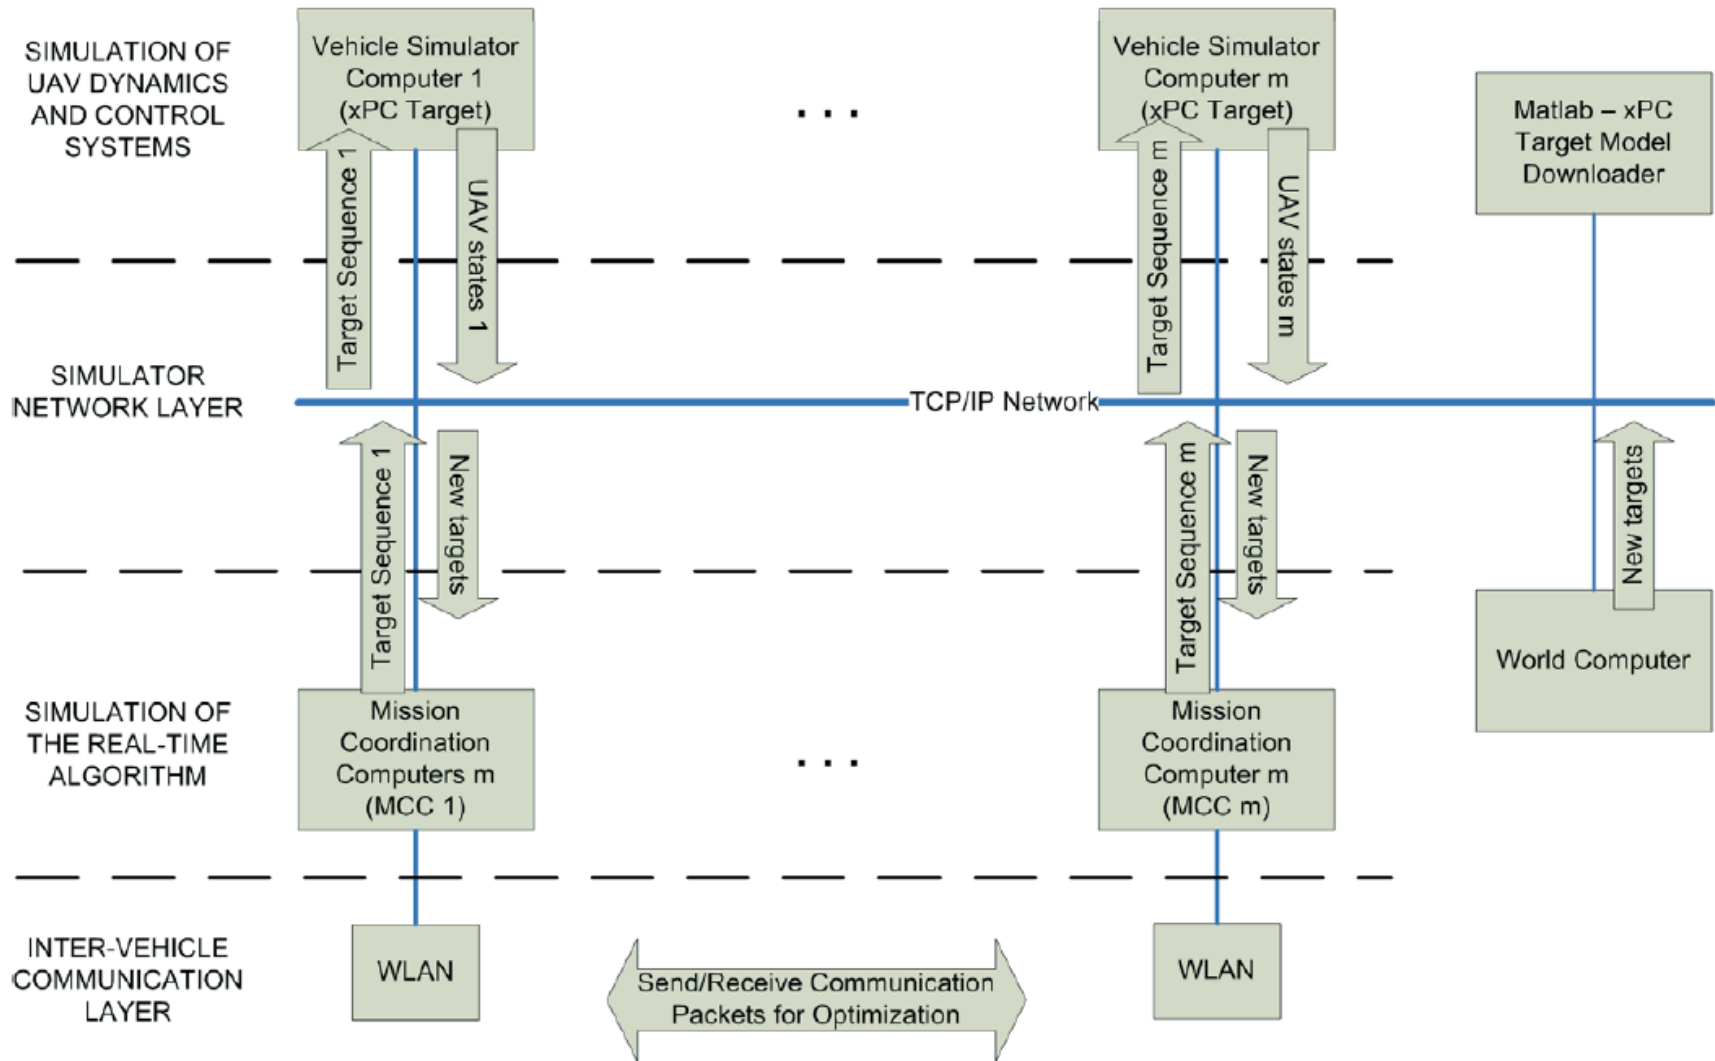 SIMULATION OF
UAV DYNAMICS
AND CONTROL
SYSTEMS
Vehicle Simulator
Computer 1
(xPC Target)
. . .
Vehicle Simulator
Computer m
(xPC Target)
Matlab – xPC
Target Model
Downloader
Target Sequence 1
UAV states 1
Target Sequence m
UAV states m
SIMULATOR
NETWORK LAYER
TCP/IP Network
Target Sequence 1
New targets
Target Sequence m
New targets
New targets
World Computer
SIMULATION OF
THE REAL-TIME
ALGORITHM
Mission
Coordination
Computers m
(MCC 1)
. . .
Mission
Coordination
Computer m
(MCC m)
INTER-VEHICLE
COMMUNICATION
LAYER
WLAN
Send/Receive Communication
Packets for Optimization
WLAN